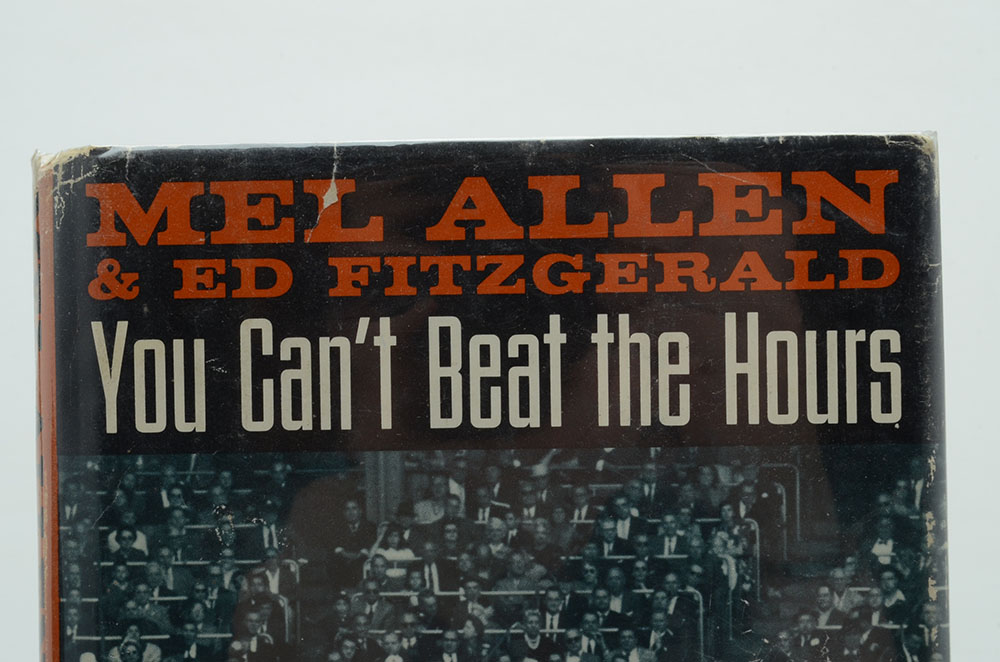 MEL ALLEN
& ED FITZGERALD
You Can't Beat the Hours